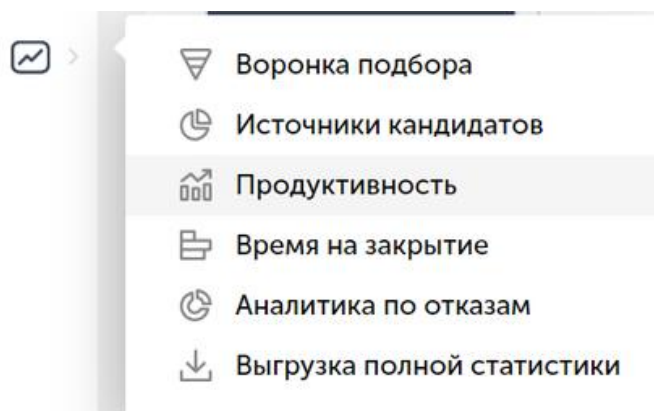 Воронка подбора
Источники кандидатов
Продуктивность
Время на закрытие
Аналитика по отказам
Выгрузка полной статистики